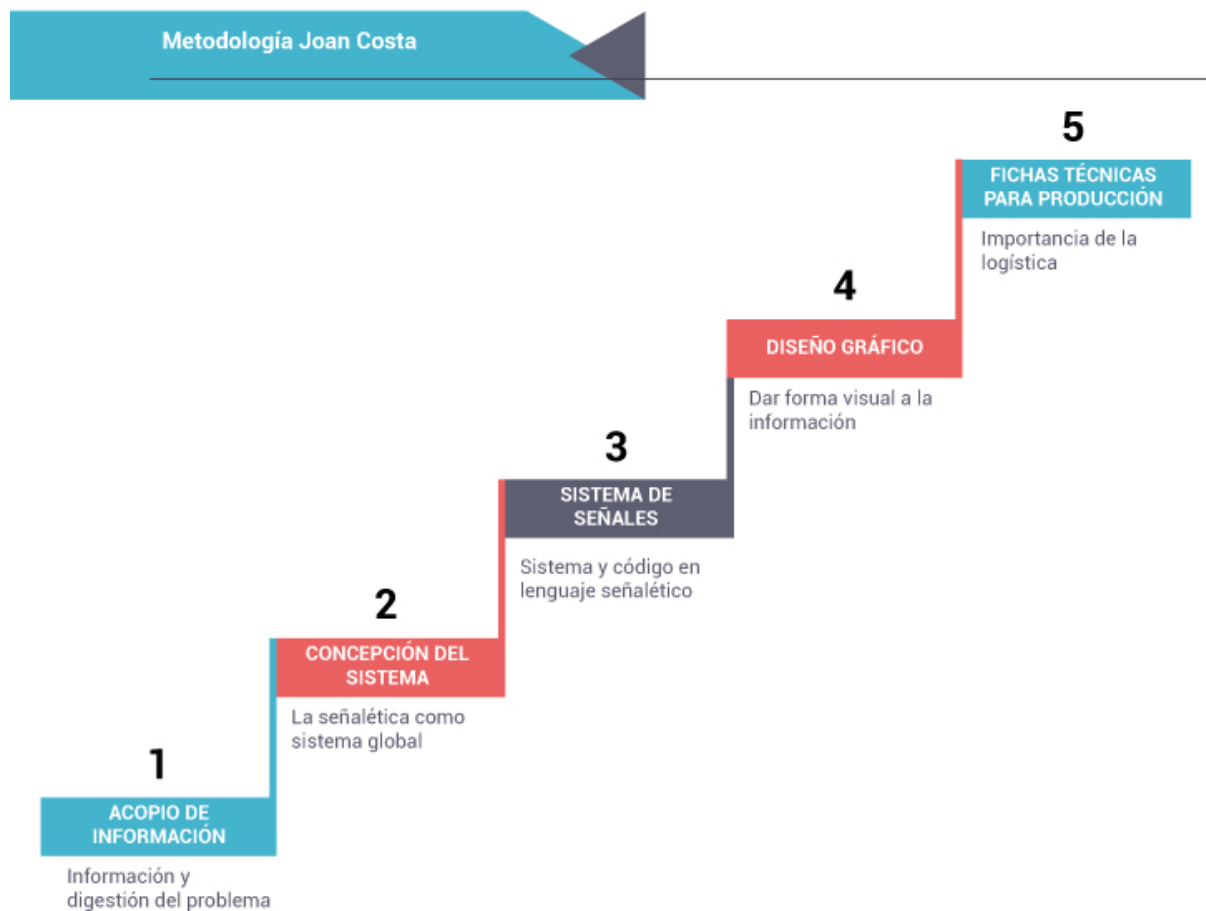 Metodología Joan Costa
5
FICHAS TÉCNICAS
PARA PRODUCCIÓN
Importancia de la
logística
4
DISEÑO GRÁFICO
Dar forma visual a la
información
3
SISTEMA DE
SEÑALES
Sistema y código en
lenguaje señalético
2
CONCEPCIÓN DEL
SISTEMA
La señalética como
sistema global
1
ACOPIO DE
INFORMACIÓN
Información y
digestión del problema